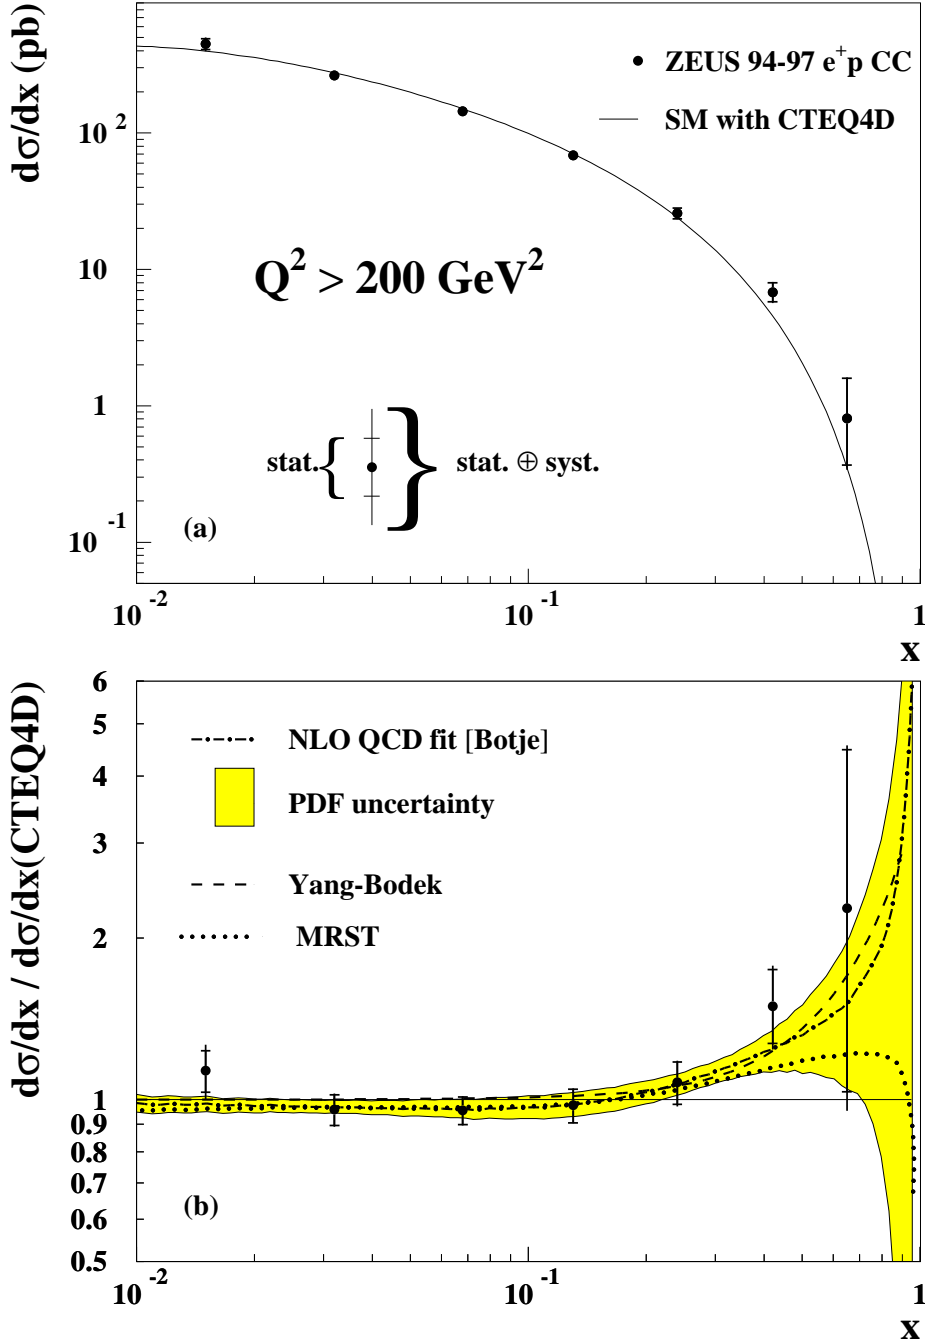 dσ/dx (pb)
ZEUS 94-97 e⁺p CC
SM with CTEQ4D
10²
10
1
10⁻¹
Q² > 200 GeV²
stat.
stat. ⊕ syst.
(a)
10⁻² 10⁻¹ 1
x
dσ/dx / dσ/dx(CTEQ4D)
6
5
4
3
2
1
0.9
0.8
0.7
0.6
0.5
NLO QCD fit [Botje]
PDF uncertainty
Yang-Bodek
MRST
(b)
10⁻² 10⁻¹ 1
x